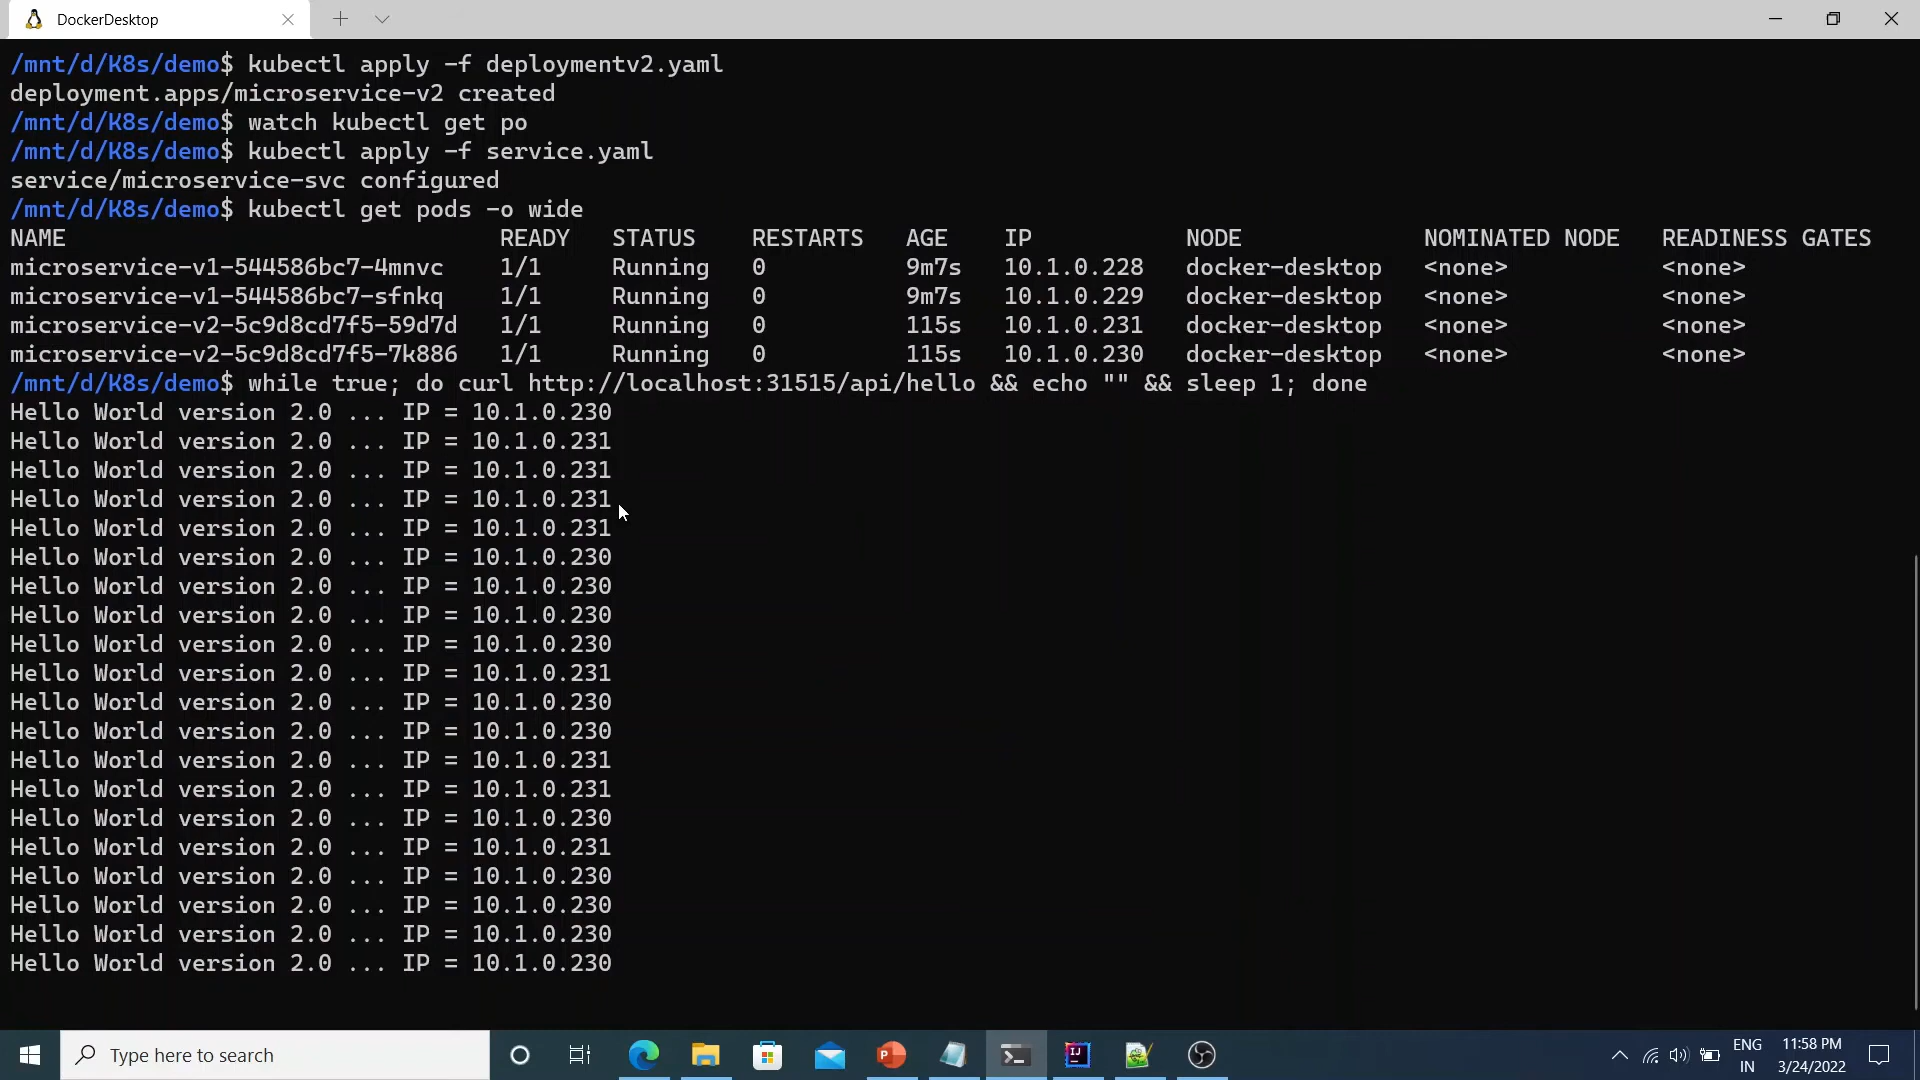 DockerDesktop
/mnt/d/K8s/demo$ kubectl apply -f deploymentv2.yaml
deployment.apps/microservice-v2 created
/mnt/d/K8s/demo$ watch kubectl get po
/mnt/d/K8s/demo$ kubectl apply -f service.yaml
service/microservice-svc configured
/mnt/d/K8s/demo$ kubectl get pods -o wide
NAME READY STATUS RESTARTS AGE IP NODE NOMINATED NODE READINESS GATES
microservice-v1-544586bc7-4mnvc 1/1 Running 0 9m7s 10.1.0.228 docker-desktop <none> <none>
microservice-v1-544586bc7-sfnkq 1/1 Running 0 9m7s 10.1.0.229 docker-desktop <none> <none>
microservice-v2-5c9d8cd7f5-59d7d 1/1 Running 0 115s 10.1.0.231 docker-desktop <none> <none>
microservice-v2-5c9d8cd7f5-7k886 1/1 Running 0 115s 10.1.0.230 docker-desktop <none> <none>
/mnt/d/K8s/demo$ while true; do curl http://localhost:31515/api/hello && echo "" && sleep 1; done
Hello World version 2.0 ... IP = 10.1.0.230
Hello World version 2.0 ... IP = 10.1.0.231
Hello World version 2.0 ... IP = 10.1.0.231
Hello World version 2.0 ... IP = 10.1.0.231
Hello World version 2.0 ... IP = 10.1.0.231
Hello World version 2.0 ... IP = 10.1.0.230
Hello World version 2.0 ... IP = 10.1.0.230
Hello World version 2.0 ... IP = 10.1.0.230
Hello World version 2.0 ... IP = 10.1.0.230
Hello World version 2.0 ... IP = 10.1.0.231
Hello World version 2.0 ... IP = 10.1.0.230
Hello World version 2.0 ... IP = 10.1.0.230
Hello World version 2.0 ... IP = 10.1.0.231
Hello World version 2.0 ... IP = 10.1.0.231
Hello World version 2.0 ... IP = 10.1.0.230
Hello World version 2.0 ... IP = 10.1.0.231
Hello World version 2.0 ... IP = 10.1.0.230
Hello World version 2.0 ... IP = 10.1.0.230
Hello World version 2.0 ... IP = 10.1.0.230
Hello World version 2.0 ... IP = 10.1.0.230
Type here to search
P
IJ
ENG 11:58 PM
IN 3/24/2022